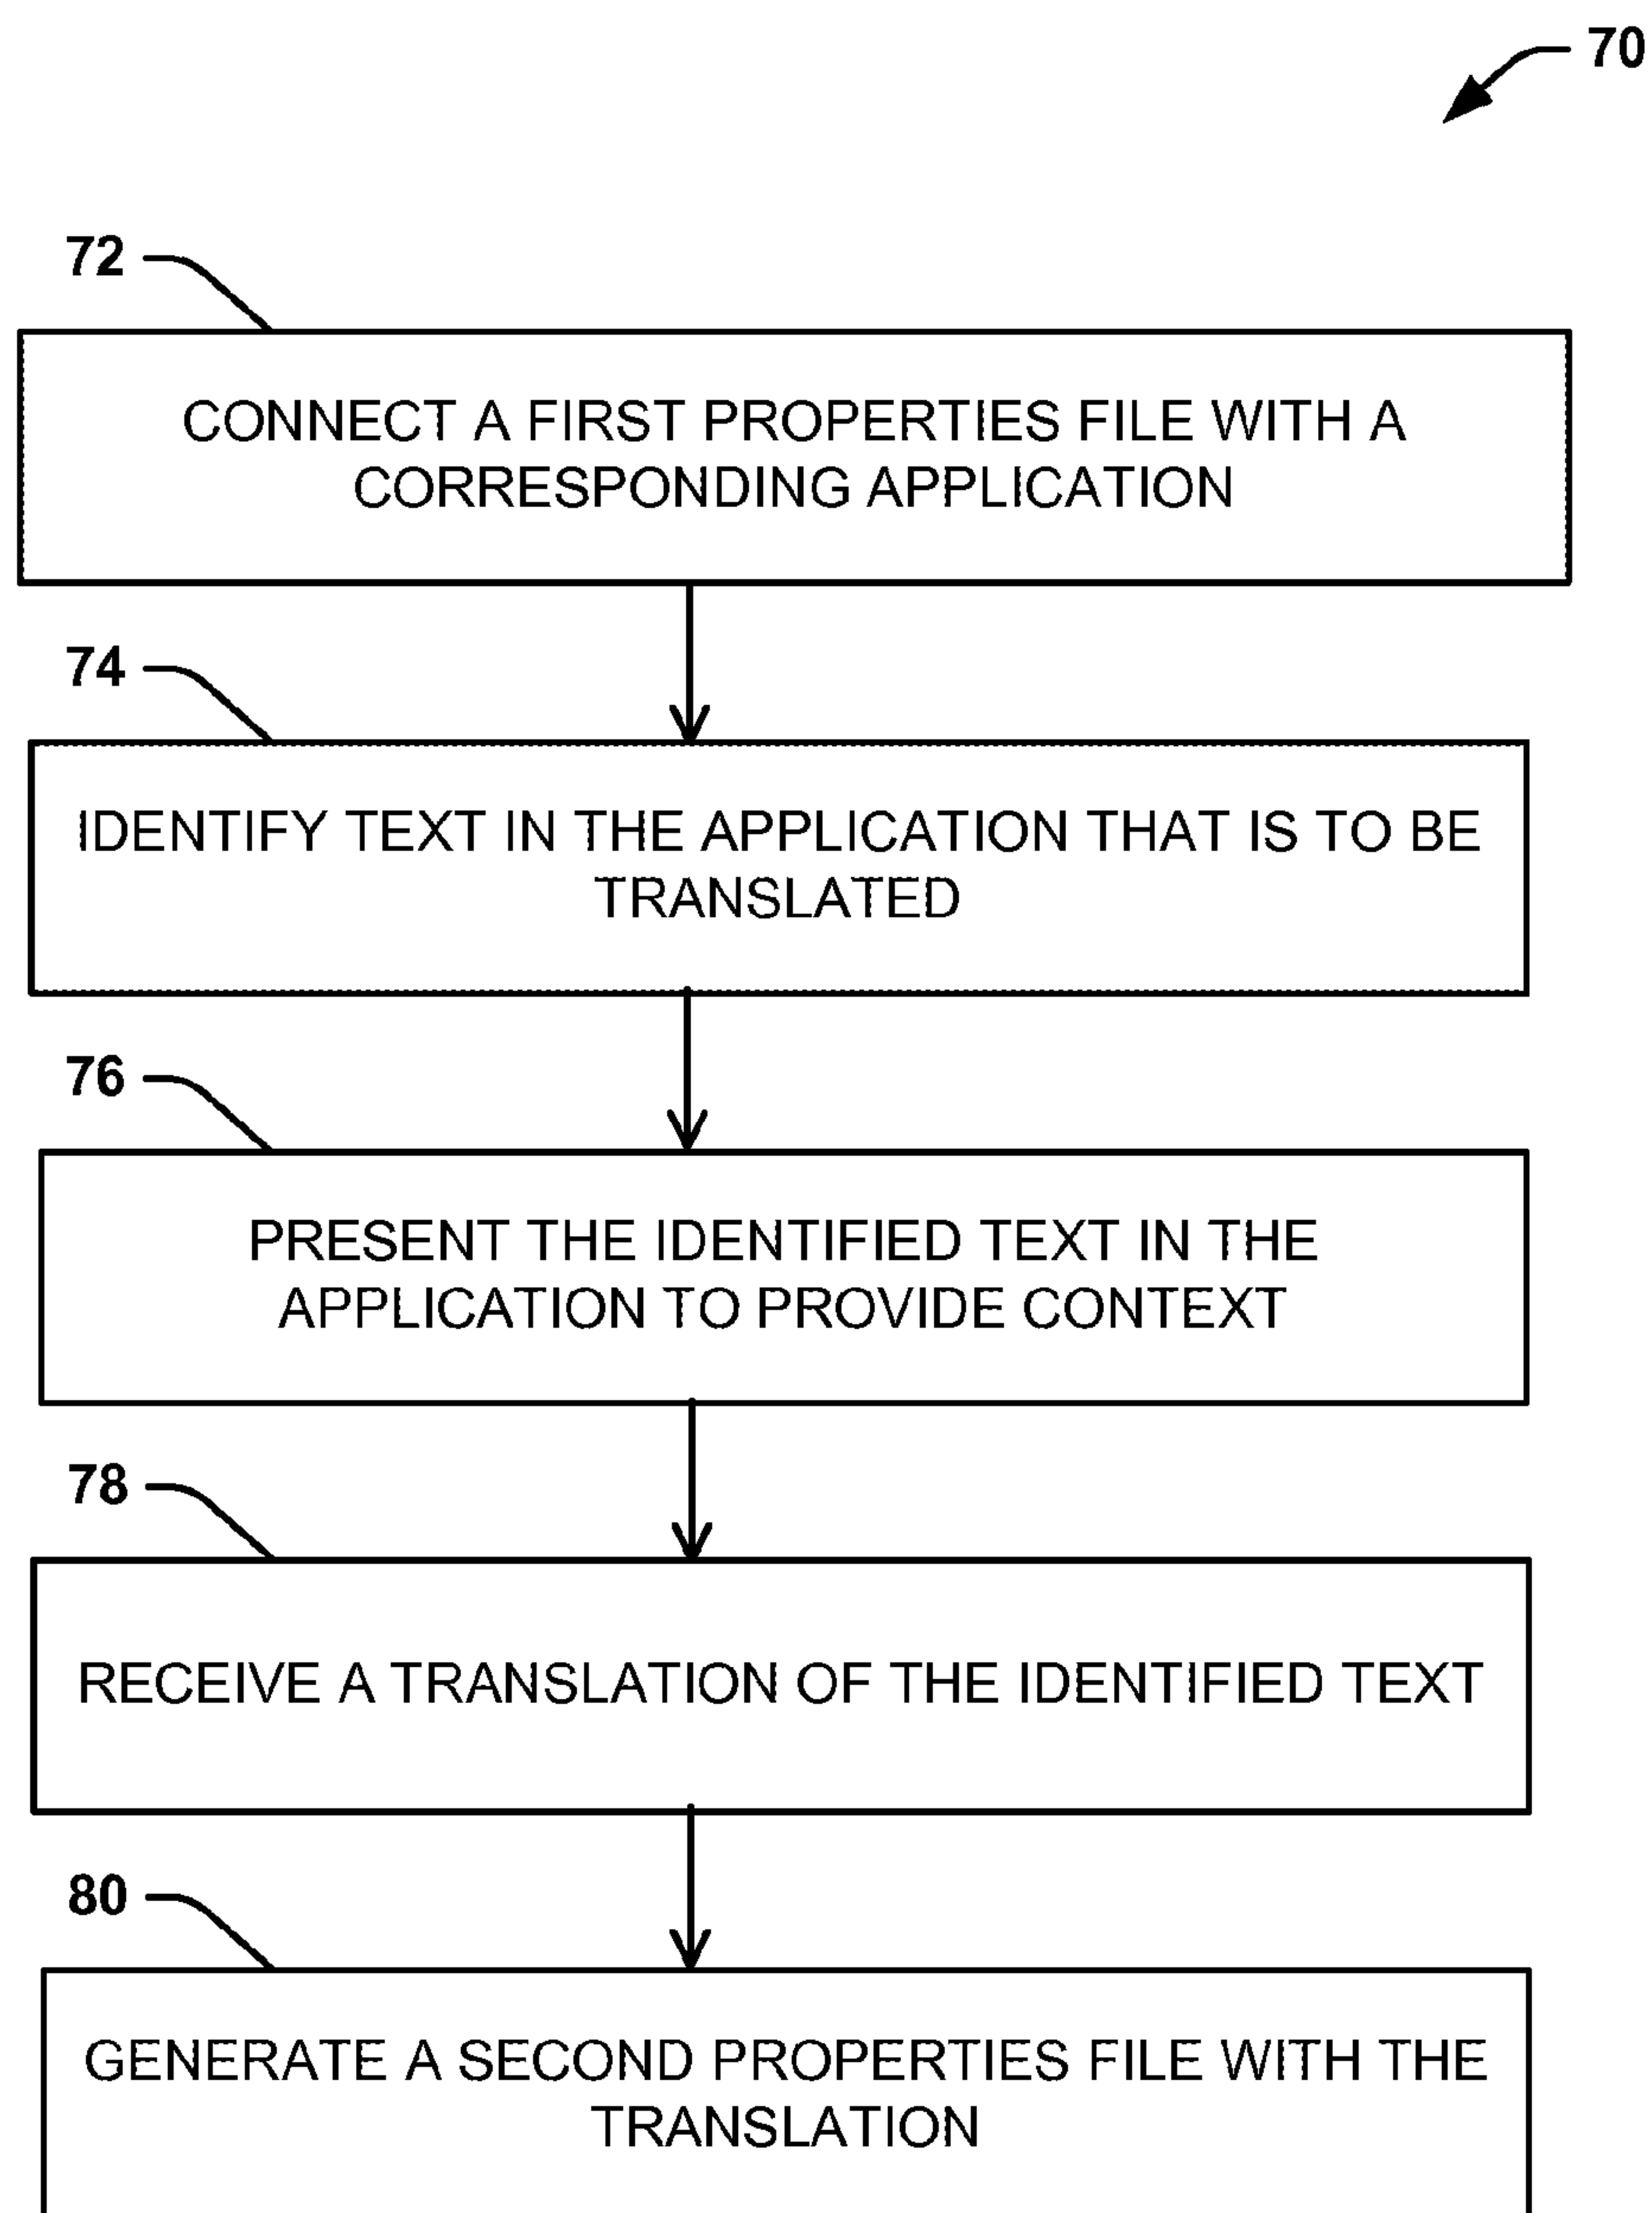 70
72
CONNECT A FIRST PROPERTIES FILE WITH A
CORRESPONDING APPLICATION
74
IDENTIFY TEXT IN THE APPLICATION THAT IS TO BE
TRANSLATED
76
PRESENT THE IDENTIFIED TEXT IN THE
APPLICATION TO PROVIDE CONTEXT
78
RECEIVE A TRANSLATION OF THE IDENTIFIED TEXT
80
GENERATE A SECOND PROPERTIES FILE WITH THE
TRANSLATION